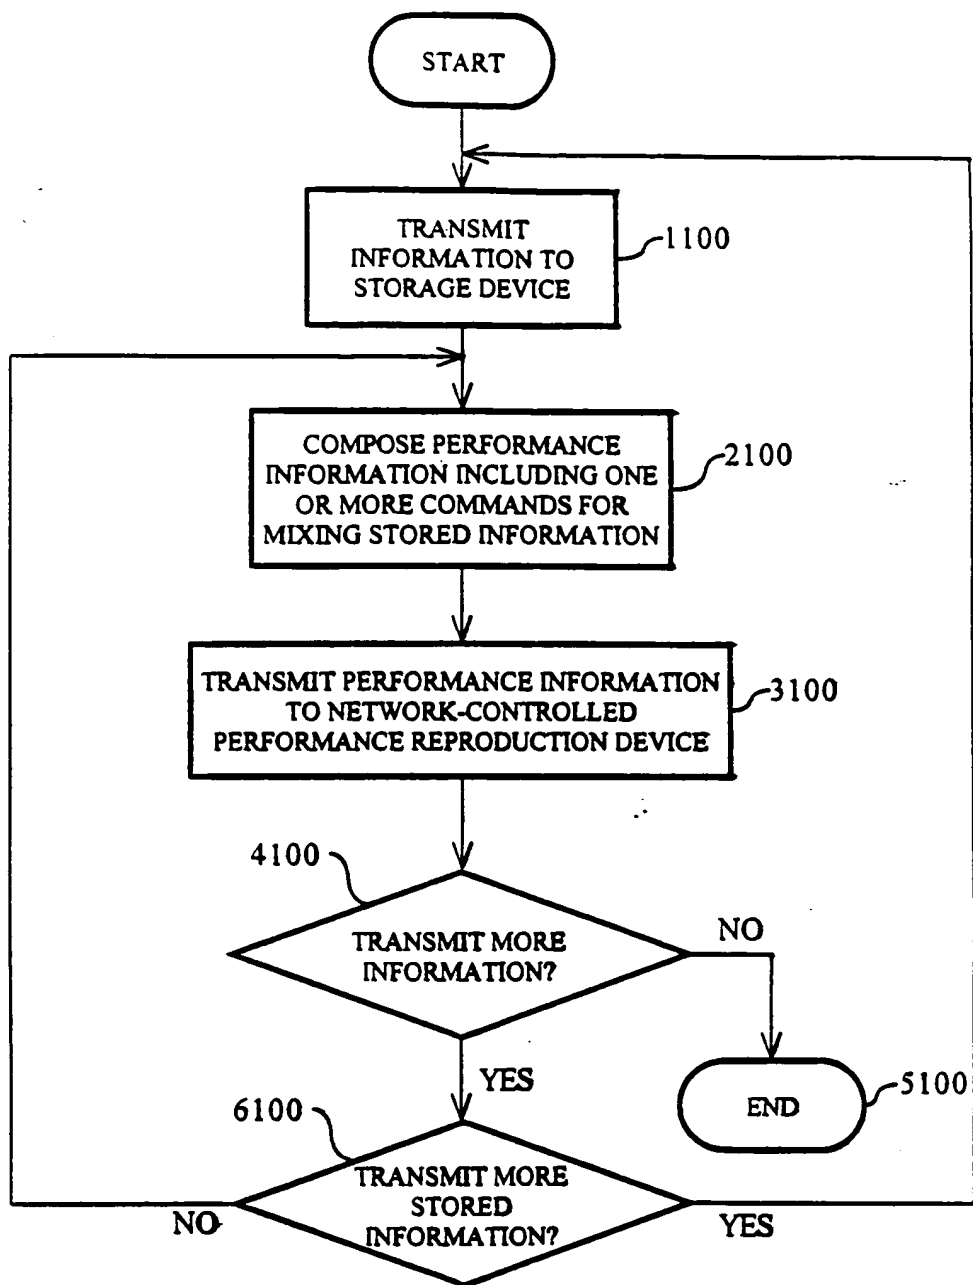 START
TRANSMIT
INFORMATION TO
STORAGE DEVICE
1100
COMPOSE PERFORMANCE
INFORMATION INCLUDING ONE
OR MORE COMMANDS FOR
MIXING STORED INFORMATION
2100
TRANSMIT PERFORMANCE INFORMATION
TO NETWORK-CONTROLLED
PERFORMANCE REPRODUCTION DEVICE
3100
4100
TRANSMIT MORE
INFORMATION?
NO
YES
END
5100
6100
TRANSMIT MORE
STORED
INFORMATION?
NO
YES